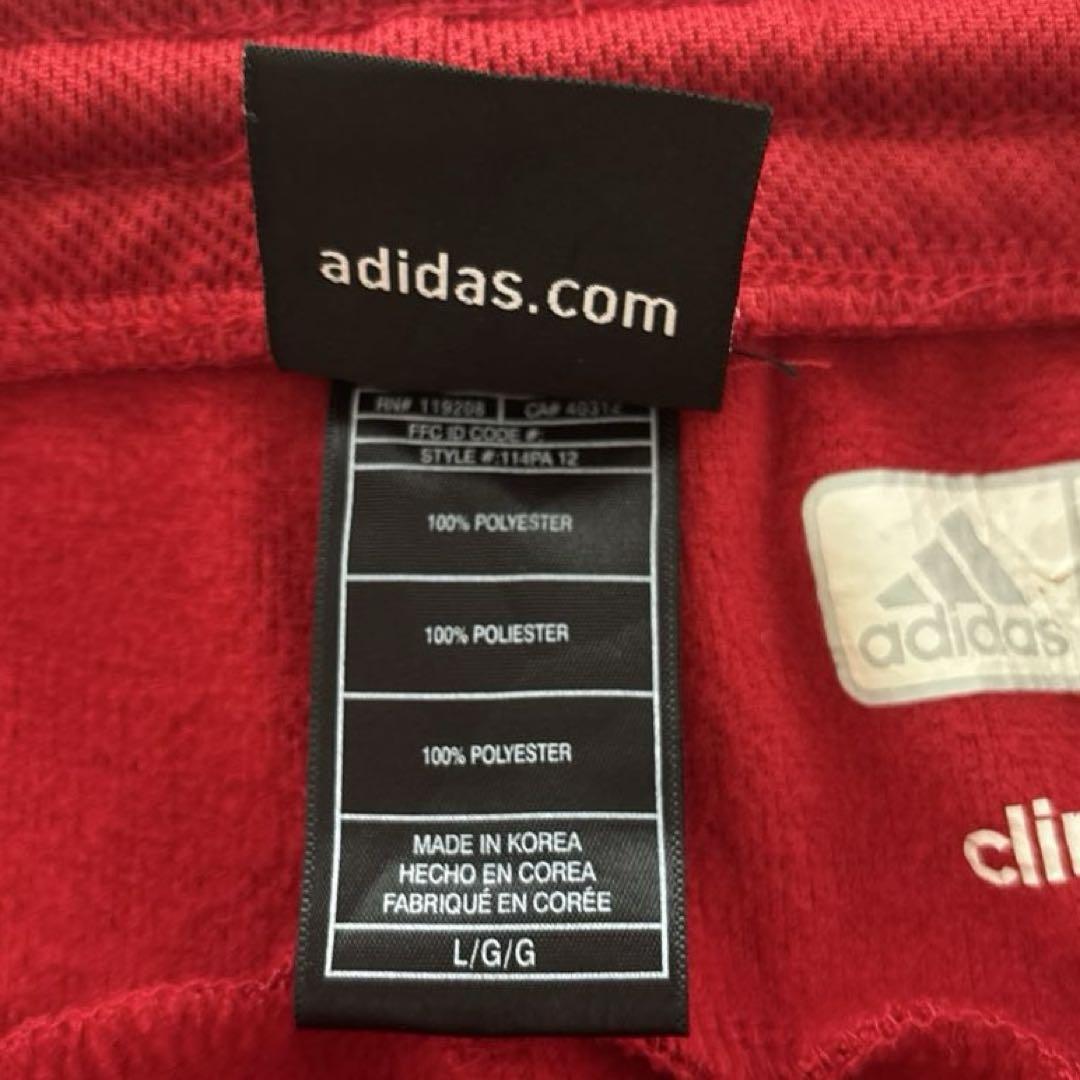 adidas.com
RN# 119208 CA# 40312
FFC ID CODE #:
STYLE #:114PA 12
100% POLYESTER
100% POLIESTER
100% POLYESTER
MADE IN KOREA
HECHO EN COREA
FABRIQUÉ EN CORÉE
L/G/G
adidas